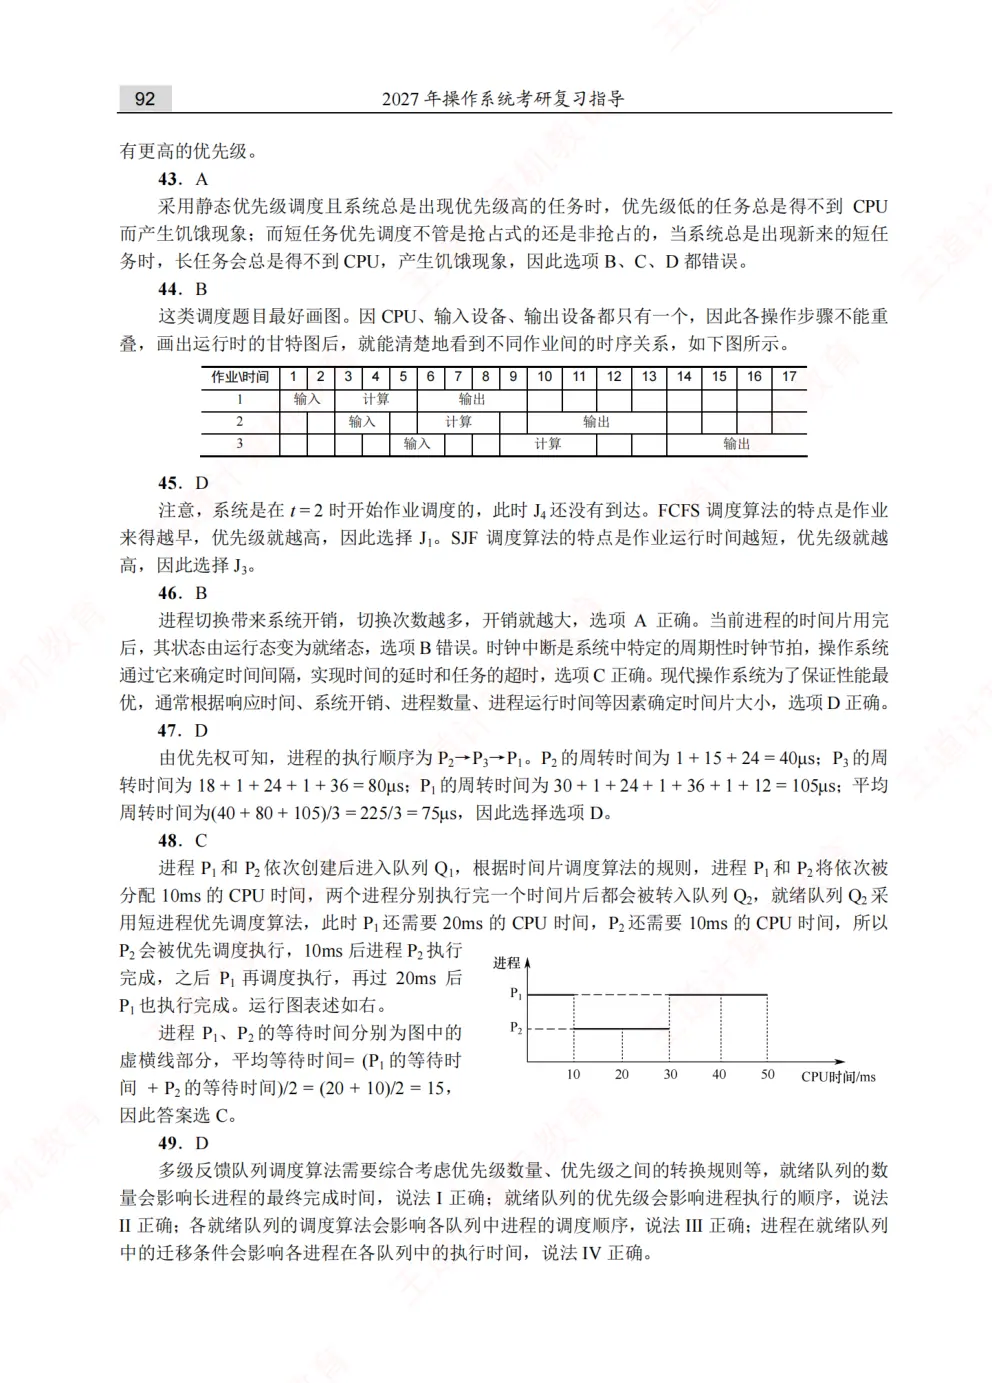 92
2027 年操作系统考研复习指导
有更高的优先级。
43. A
采用静态优先级调度且系统总是出现优先级高的任务时，优先级低的任务总是得不到 CPU
而产生饥饿现象；而短任务优先调度不管是抢占式的还是非抢占的，当系统总是出现新来的短任
务时，长任务会总是得不到 CPU，产生饥饿现象，因此选项 B、C、D 都错误。
44. B
这类调度题目最好画图。因 CPU、输入设备、输出设备都只有一个，因此各操作步骤不能重
叠，画出运行时的甘特图后，就能清楚地看到不同作业间的时序关系，如下图所示。
作业\时间 1 2 3 4 5 6 7 8 9 10 11 12 13 14 15 16 17
1 输入 计算 输出
2 输入 计算 输出
3 输入 计算 输出
45. D
注意，系统是在 t = 2 时开始作业调度的，此时 J4 还没有到达。FCFS 调度算法的特点是作业
来得越早，优先级就越高，因此选择 J1。SJF 调度算法的特点是作业运行时间越短，优先级就越
高，因此选择 J3。
46. B
进程切换带来系统开销，切换次数越多，开销就越大，选项 A 正确。当前进程的时间片用完
后，其状态由运行态变为就绪态，选项 B 错误。时钟中断是系统中特定的周期性时钟节拍，操作系统
通过它来确定时间间隔，实现时间的延时和任务的超时，选项 C 正确。现代操作系统为了保证性能最
优，通常根据响应时间、系统开销、进程数量、进程运行时间等因素确定时间片大小，选项 D 正确。
47. D
由优先权可知，进程的执行顺序为 P2→P3→P1。P2 的周转时间为 1 + 15 + 24 = 40μs；P3 的周
转时间为 18 + 1 + 24 + 1 + 36 = 80μs；P1 的周转时间为 30 + 1 + 24 + 1 + 36 + 1 + 12 = 105μs；平均
周转时间为(40 + 80 + 105)/3 = 225/3 = 75μs，因此选择选项 D。
48. C
进程 P1 和 P2 依次创建后进入队列 Q1，根据时间片调度算法的规则，进程 P1 和 P2 将依次被
分配 10ms 的 CPU 时间，两个进程分别执行完一个时间片后都会被转入队列 Q2，就绪队列 Q2 采
用短进程优先调度算法，此时 P1 还需要 20ms 的 CPU 时间，P2 还需要 10ms 的 CPU 时间，所以
P2 会被优先调度执行，10ms 后进程 P2 执行
完成，之后 P1 再调度执行，再过 20ms 后
P1 也执行完成。运行图表述如右。
进程 P1、P2 的等待时间分别为图中的
虚横线部分，平均等待时间= (P1 的等待时
间 + P2 的等待时间)/2 = (20 + 10)/2 = 15，
因此答案选 C。
进程
P1
P2
10 20 30 40 50 CPU时间/ms
49. D
多级反馈队列调度算法需要综合考虑优先级数量、优先级之间的转换规则等，就绪队列的数
量会影响长进程的最终完成时间，说法 I 正确；就绪队列的优先级会影响进程执行的顺序，说法
II 正确；各就绪队列的调度算法会影响各队列中进程的调度顺序，说法 III 正确；进程在就绪队列
中的迁移条件会影响各进程在各队列中的执行时间，说法 IV 正确。